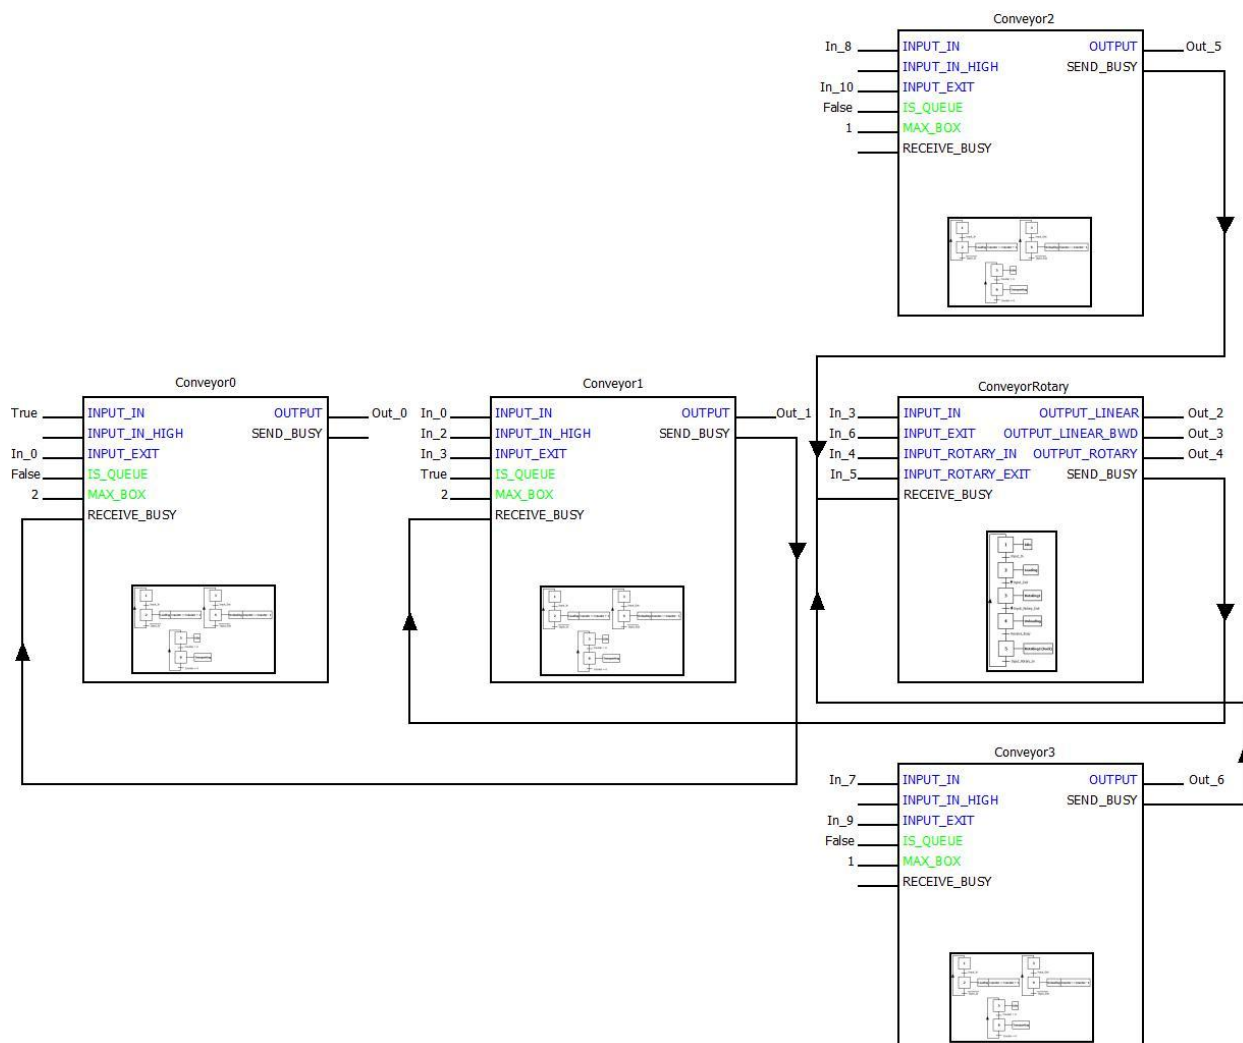 Conveyor2
In_8 INPUT_IN OUTPUT Out_5
INPUT_IN_HIGH SEND_BUSY
In_10 INPUT_EXIT
False IS_QUEUE
1 MAX_BOX
RECEIVE_BUSY
Conveyor0
True INPUT_IN OUTPUT Out_0
INPUT_IN_HIGH SEND_BUSY
In_0 INPUT_EXIT
False IS_QUEUE
2 MAX_BOX
RECEIVE_BUSY
Conveyor1
In_0 INPUT_IN OUTPUT Out_1
In_2 INPUT_IN_HIGH SEND_BUSY
In_3 INPUT_EXIT
True IS_QUEUE
2 MAX_BOX
RECEIVE_BUSY
ConveyorRotary
In_3 INPUT_IN OUTPUT_LINEAR Out_2
In_6 INPUT_EXIT OUTPUT_LINEAR_BWD Out_3
In_4 INPUT_ROTARY_IN OUTPUT_ROTARY Out_4
In_5 INPUT_ROTARY_EXIT SEND_BUSY
RECEIVE_BUSY
Conveyor3
In_7 INPUT_IN OUTPUT Out_6
INPUT_IN_HIGH SEND_BUSY
In_9 INPUT_EXIT
False IS_QUEUE
1 MAX_BOX
RECEIVE_BUSY